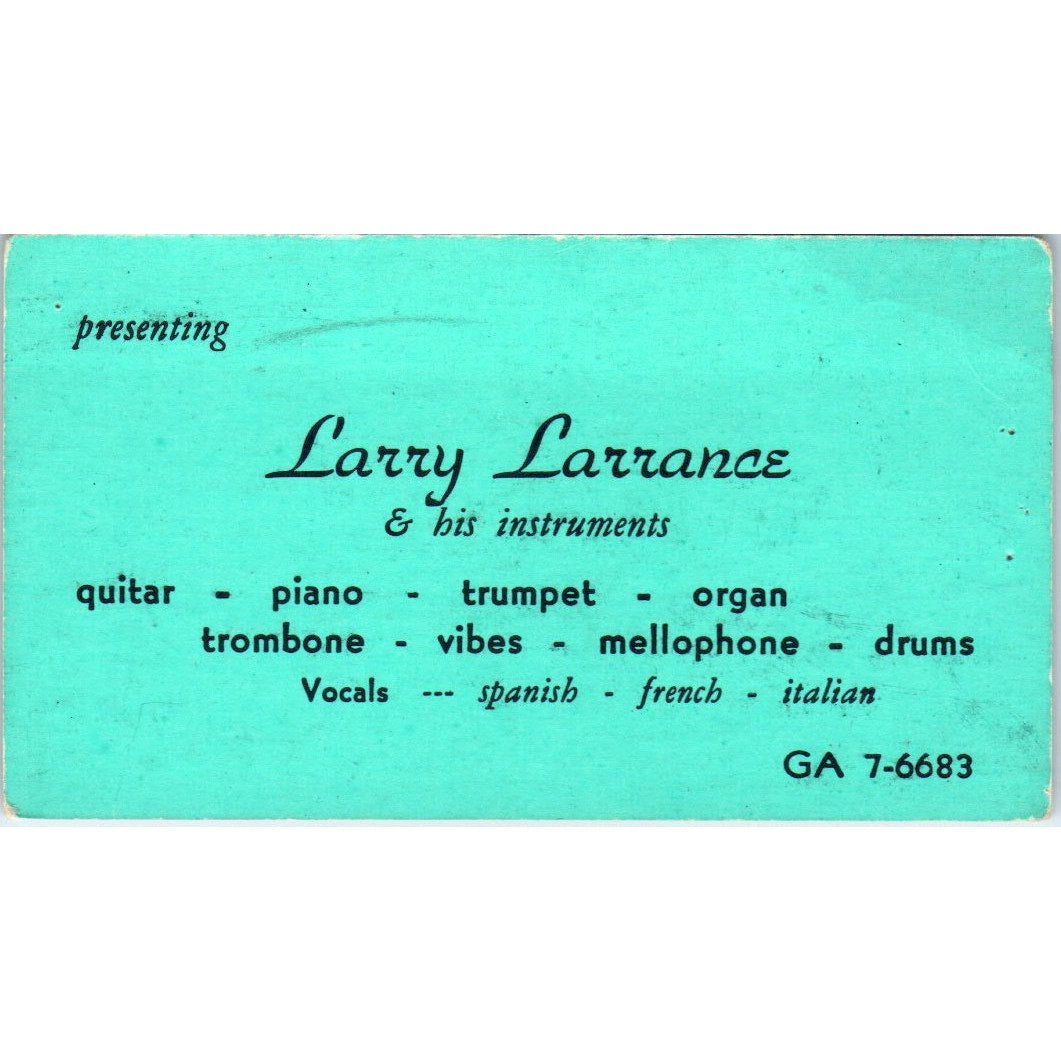 presenting
Larry Larrance
& his instruments
quitar - piano - trumpet - organ
trombone - vibes - mellophone - drums
Vocals --- spanish - french - italian
GA 7-6683